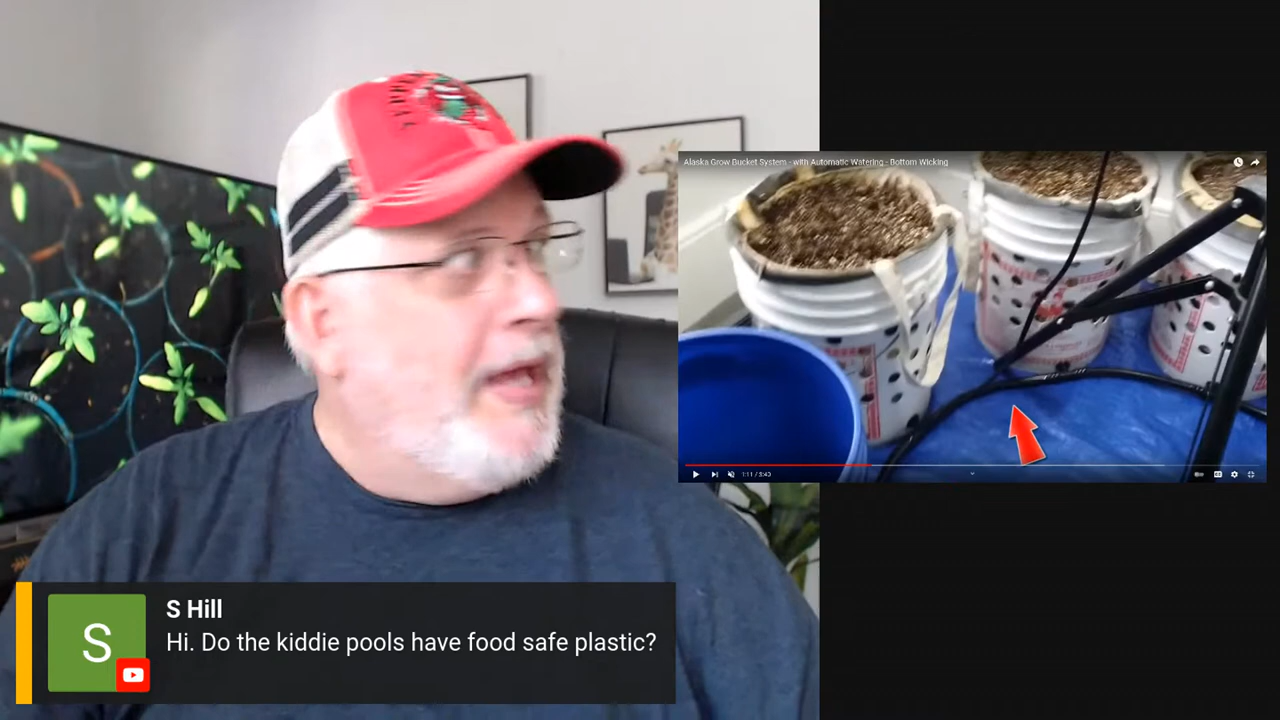 Alaska Grow Bucket System - with Automatic Watering - Bottom Wicking
1:11 / 3:43
S
S Hill
Hi. Do the kiddie pools have food safe plastic?